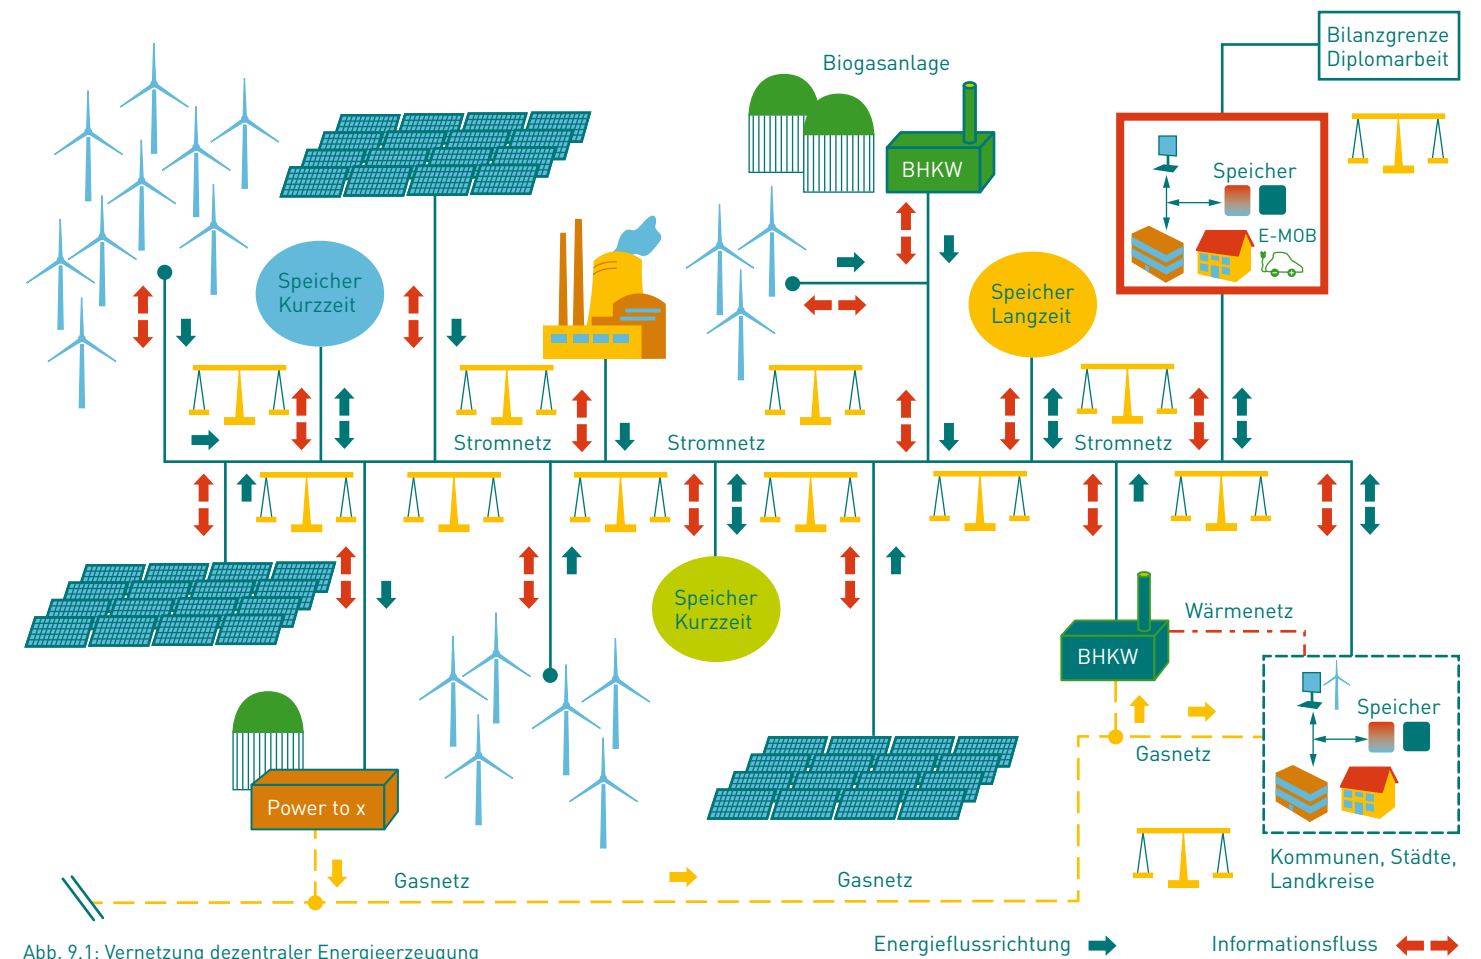 Bilanzgrenze
Diplomarbeit
Biogasanlage
BHKW
Speicher
E-MOB
Speicher
Kurzzeit
Speicher
Langzeit
Stromnetz
Stromnetz
Stromnetz
Speicher
Kurzzeit
Wärmenetz
BHKW
Speicher
Gasnetz
Power to x
Kommunen, Städte,
Landkreise
Gasnetz
Gasnetz
Abb. 9.1: Vernetzung dezentraler Energieerzeugung
Energieflussrichtung
Informationsfluss